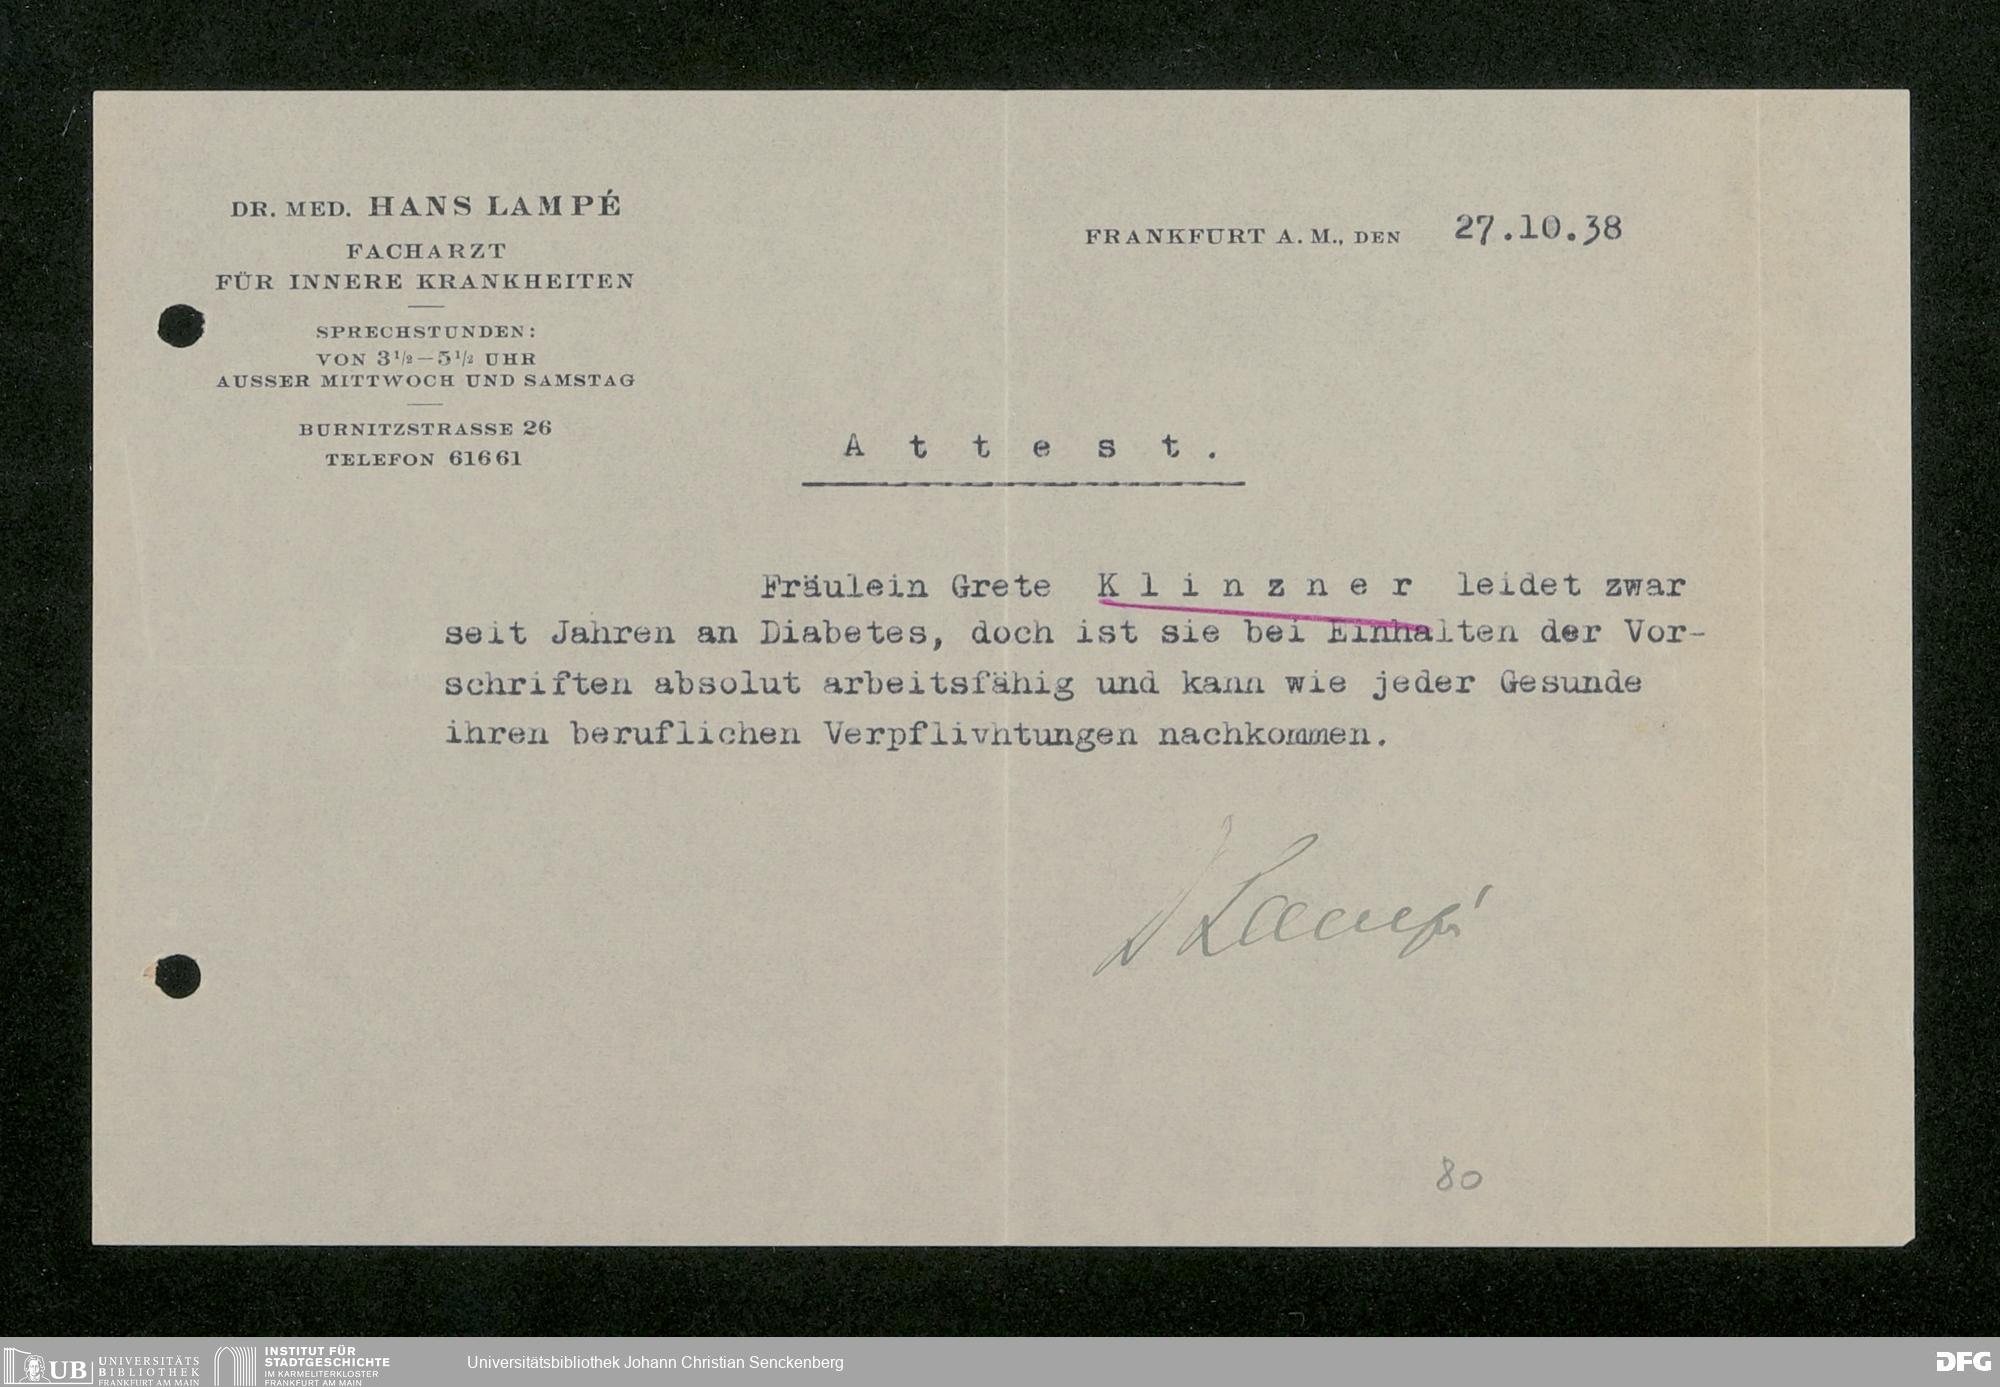 DR. MED. HANS LAMPÉ
FACHARZT
FÜR INNERE KRANKHEITEN
SPRECHSTUNDEN:
VON 3½—5½ UHR
AUSSER MITTWOCH UND SAMSTAG
BURNITZSTRASSE 26
TELEFON 61661
FRANKFURT A. M., DEN 27.10.38
A t t e s t .
Fräulein Grete K l i n z n e r leidet zwar
seit Jahren an Diabetes, doch ist sie bei Einhalten der Vor-
schriften absolut arbeitsfähig und kann wie jeder Gesunde
ihren beruflichen Verpflivhtungen nachkommen.
D Lampé
80
UB UNIVERSITÄTS
BIBLIOTHEK
FRANKFURT AM MAIN
INSTITUT FÜR
STADTGESCHICHTE
IM KARMELITERKLOSTER
FRANKFURT AM MAIN
Universitätsbibliothek Johann Christian Senckenberg
DFG